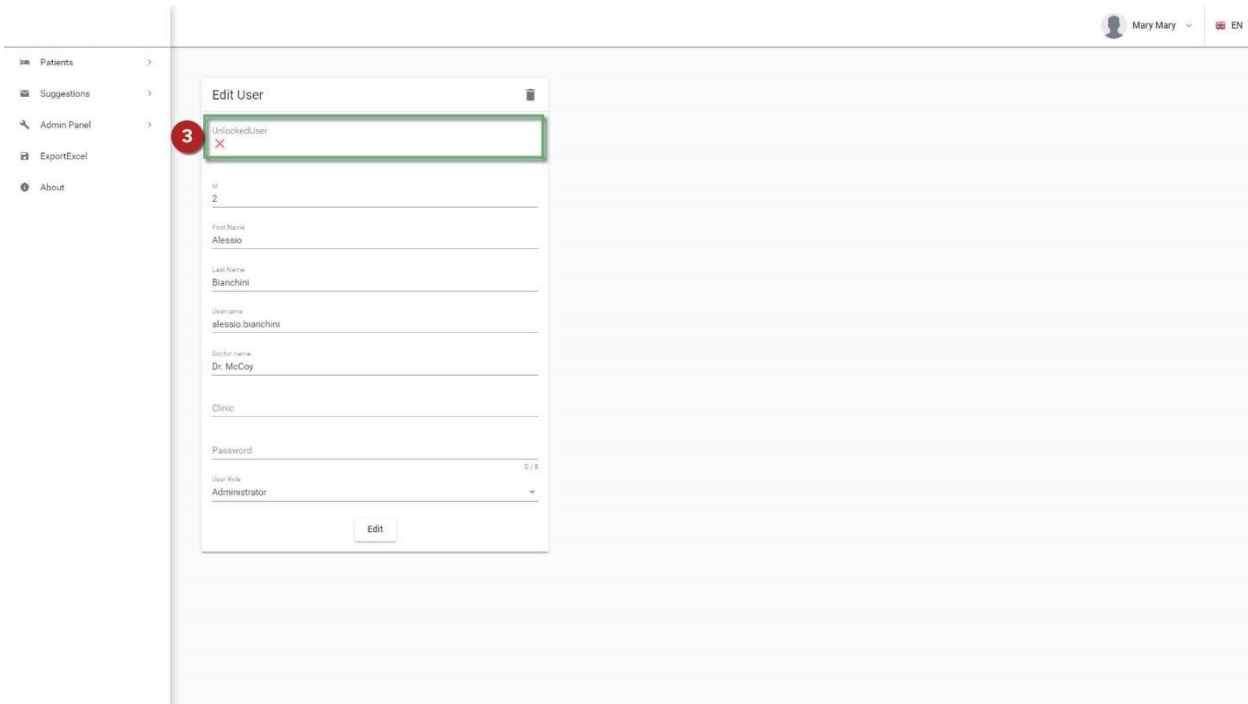 Mary Mary
EN
Patients
Suggestions
Admin Panel
ExportExcel
About
Edit User
3
UnlockedUser
Id
2
First Name
Alessio
Last Name
Bianchini
Username
alessio.bianchini
Doctor name
Dr. McCoy
Clinic
Password
0 / 8
User Role
Administrator
Edit